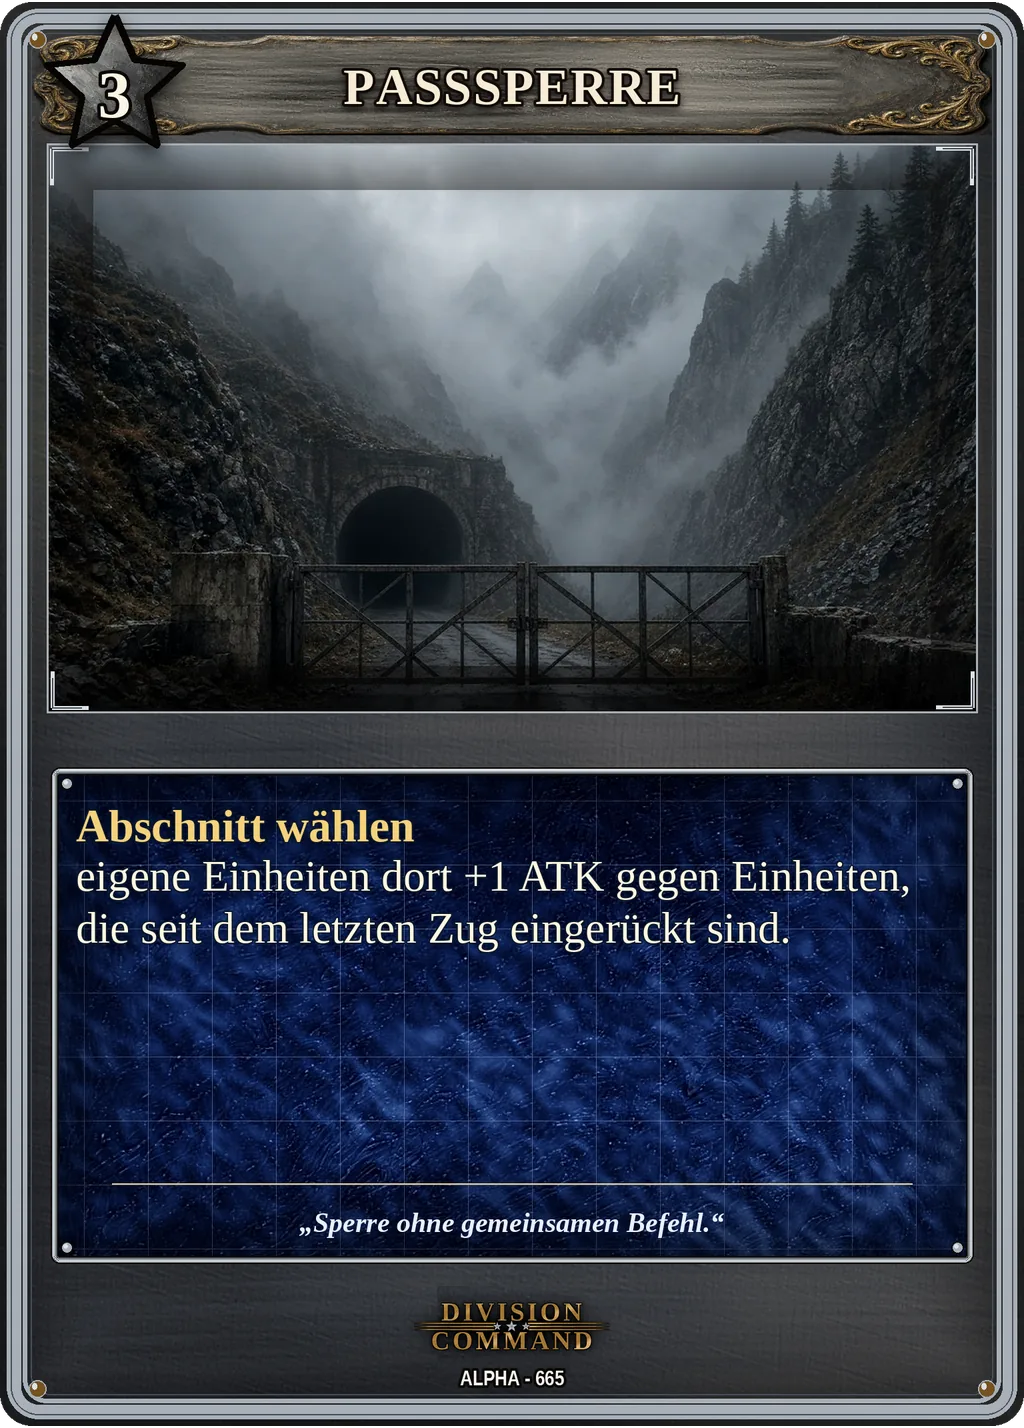 3
PASSSPERRE
Abschnitt wählen
eigene Einheiten dort +1 ATK gegen Einheiten,
die seit dem letzten Zug eingerückt sind.
„Sperre ohne gemeinsamen Befehl.“
DIVISION
COMMAND
ALPHA - 665